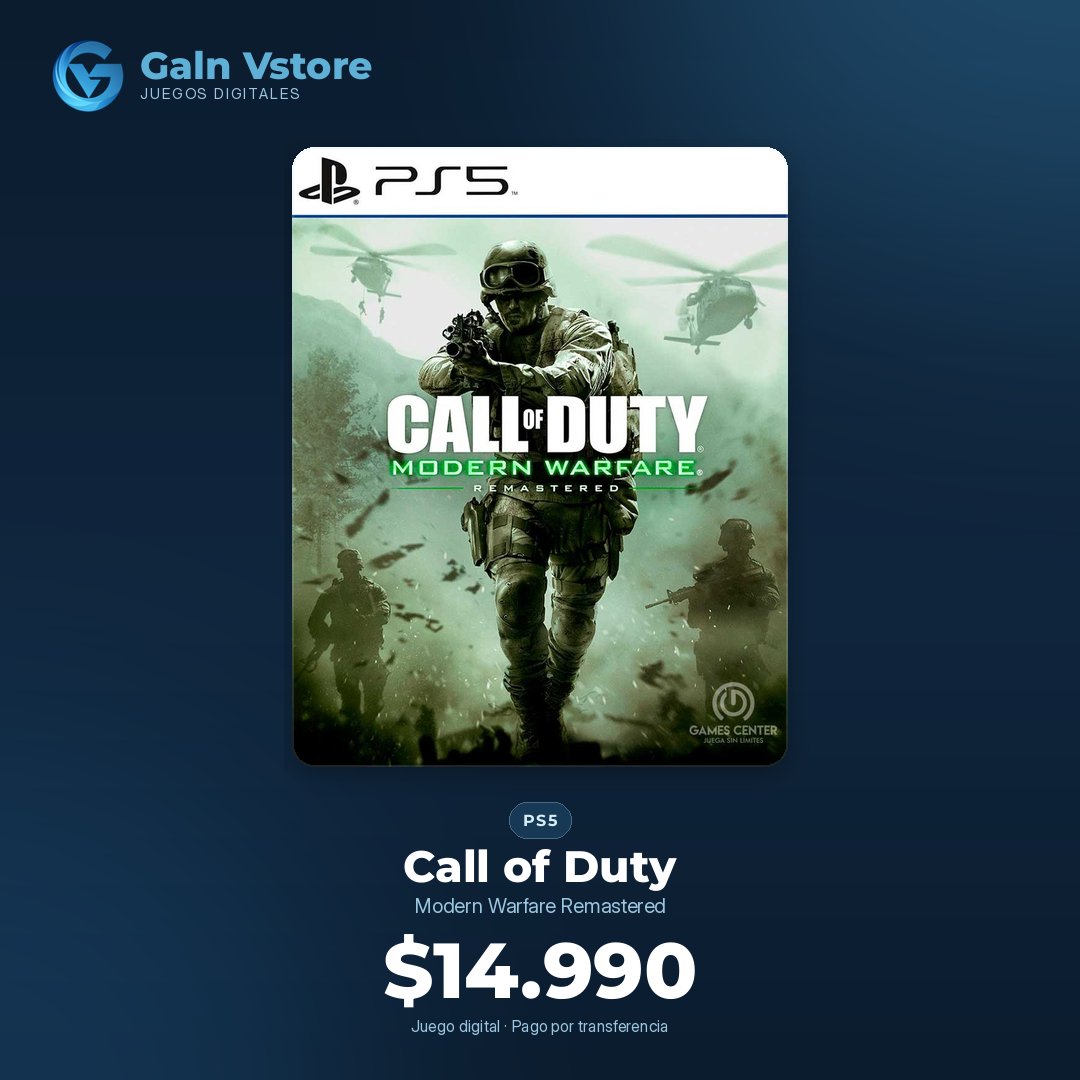 GaIn Vstore
JUEGOS DIGITALES
PS5
CALL OF DUTY
MODERN WARFARE
REMASTERED
GAMES CENTER
JUEGA SIN LIMITES
PS5
Call of Duty
Modern Warfare Remastered
$14.990
Juego digital · Pago por transferencia